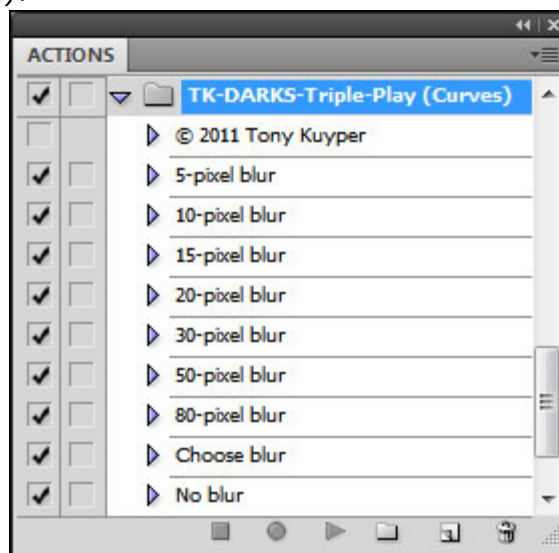 y).
ACTIONS
TK-DARKS-Triple-Play (Curves)
© 2011 Tony Kuyper
5-pixel blur
10-pixel blur
15-pixel blur
20-pixel blur
30-pixel blur
50-pixel blur
80-pixel blur
Choose blur
No blur